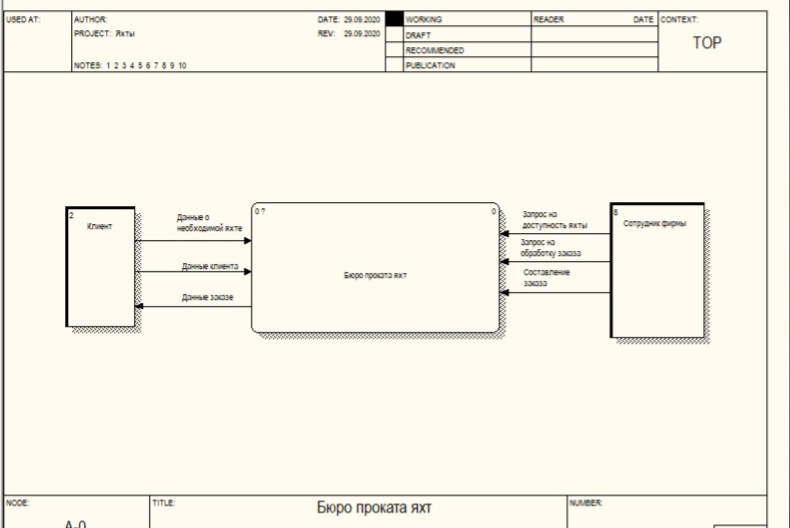 USED AT:
AUTHOR:
DATE: 29.09.2020
WORKING
READER
DATE
CONTEXT:
PROJECT: Яхты
REV: 29.09.2020
DRAFT
TOP
RECOMMENDED
NOTES: 1 2 3 4 5 6 7 8 9 10
PUBLICATION
2
Клиент
Данные о
необходимой яхте
Данные клиента
Данные заказе
0 ?
0
Бюро проката яхт
Запрос на
доступность яхты
Запрос на
обработку заказа
Составление
заказа
6
Сотрудник фирмы
NODE:
A-0
TITLE:
Бюро проката яхт
NUMBER: